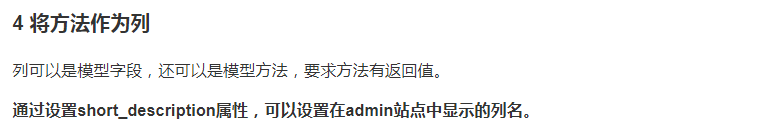 4 将方法作为列
列可以是模型字段，还可以是模型方法，要求方法有返回值。
通过设置short_description属性，可以设置在admin站点中显示的列名。